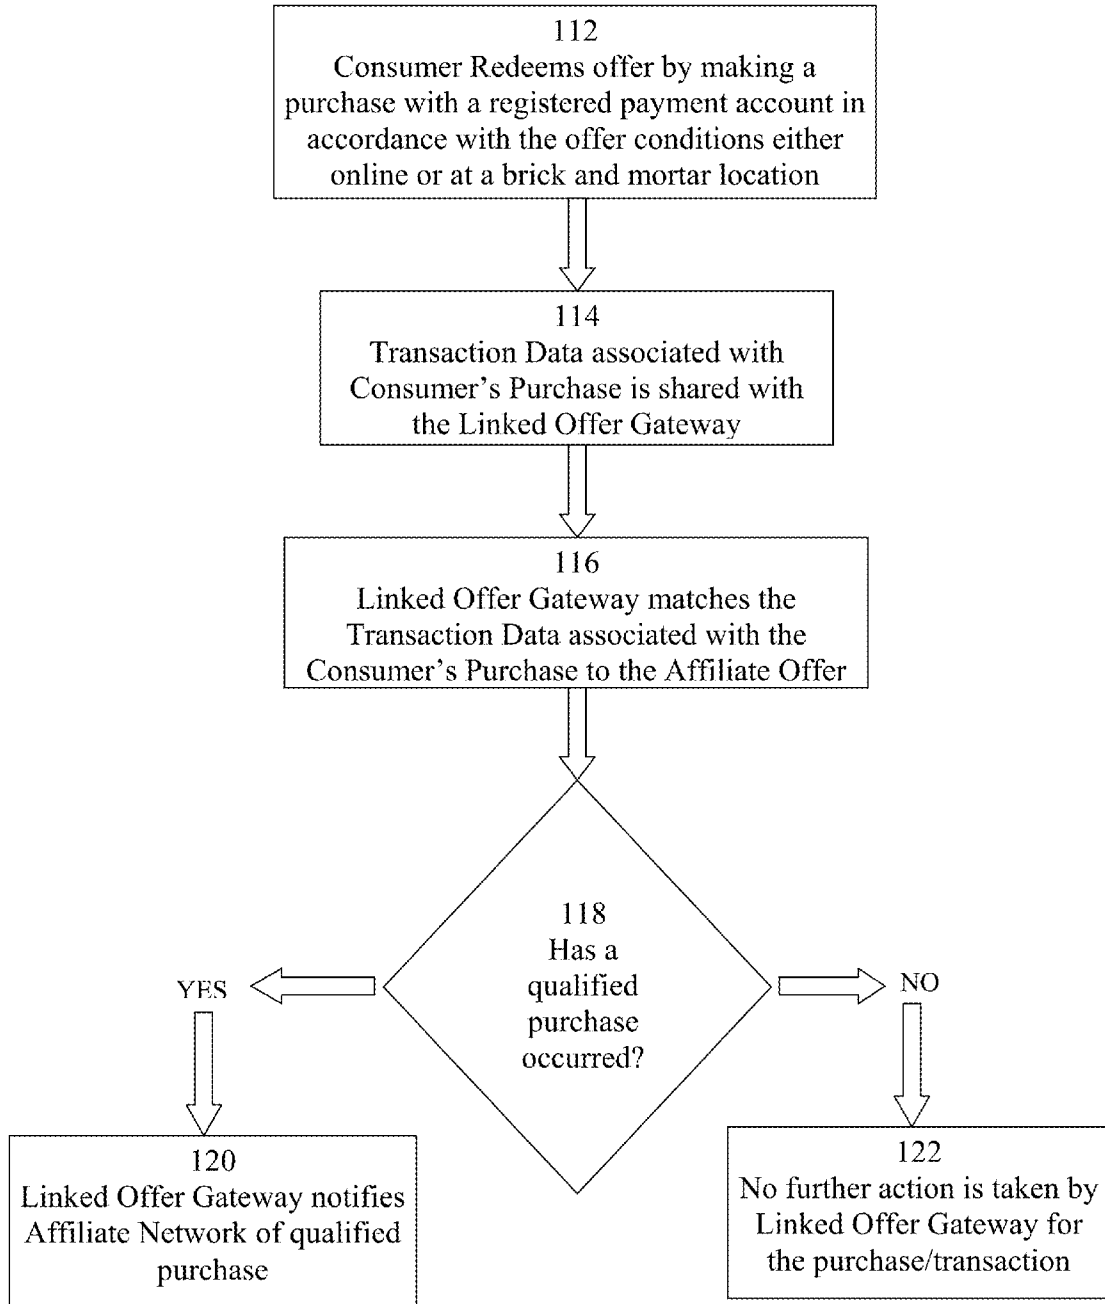 112
Consumer Redeems offer by making a
purchase with a registered payment account in
accordance with the offer conditions either
online or at a brick and mortar location
114
Transaction Data associated with
Consumer's Purchase is shared with
the Linked Offer Gateway
116
Linked Offer Gateway matches the
Transaction Data associated with the
Consumer's Purchase to the Affiliate Offer
118
Has a
qualified
purchase
occurred?
YES
NO
120
Linked Offer Gateway notifies
Affiliate Network of qualified
purchase
122
No further action is taken by
Linked Offer Gateway for
the purchase/transaction